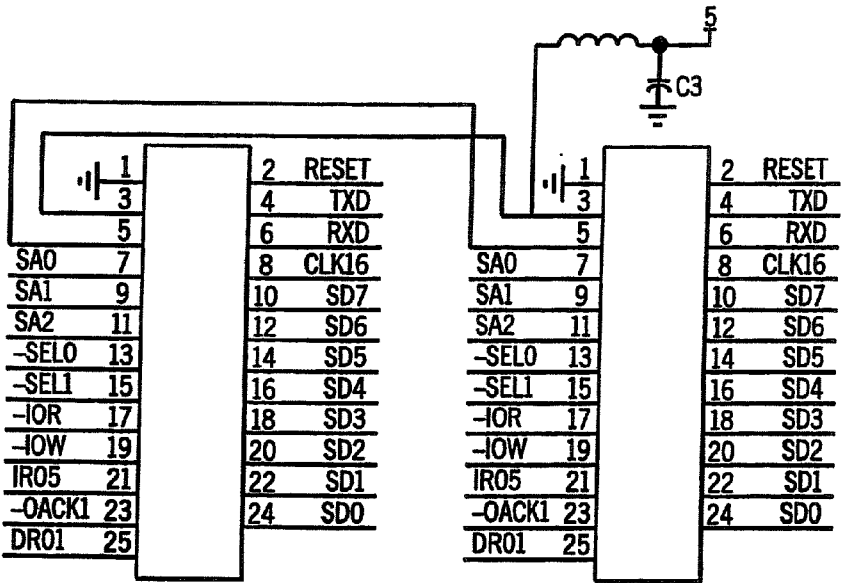 5
C3
1 2 RESET 1 2 RESET
3 4 TXD 3 4 TXD
5 6 RXD 5 6 RXD
SA0 7 8 CLK16 SA0 7 8 CLK16
SA1 9 10 SD7 SA1 9 10 SD7
SA2 11 12 SD6 SA2 11 12 SD6
–SEL0 13 14 SD5 –SEL0 13 14 SD5
–SEL1 15 16 SD4 –SEL1 15 16 SD4
–IOR 17 18 SD3 –IOR 17 18 SD3
–IOW 19 20 SD2 –IOW 19 20 SD2
IRO5 21 22 SD1 IRO5 21 22 SD1
–OACK1 23 24 SD0 –OACK1 23 24 SD0
DRO1 25 DRO1 25